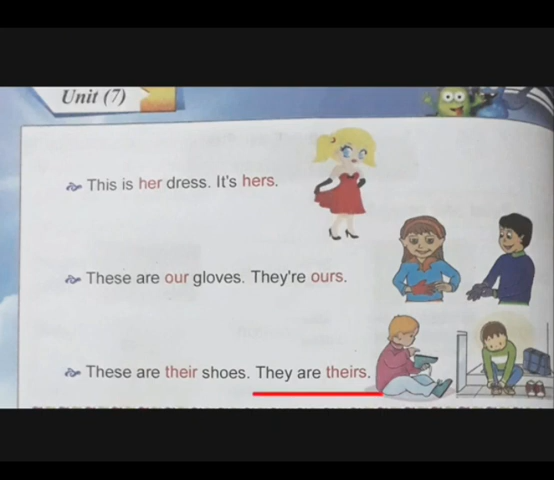 Unit (7)
This is her dress. It's hers.
These are our gloves. They're ours.
These are their shoes. They are theirs.